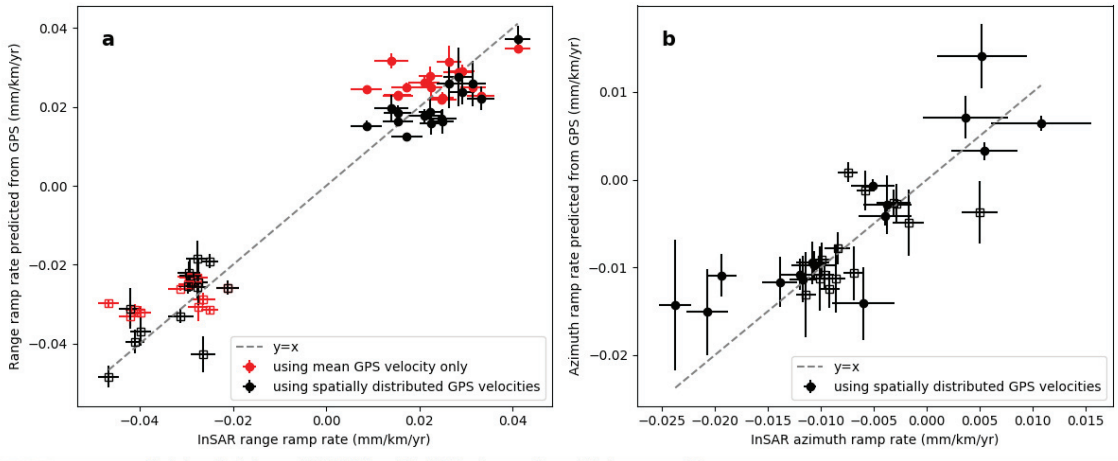 a
0.04
0.02
0.00
−0.02
−0.04
Range ramp rate predicted from GPS (mm/km/yr)
y=x
using mean GPS velocity only
using spatially distributed GPS velocities
−0.04
−0.02
0.00
0.02
0.04
InSAR range ramp rate (mm/km/yr)
b
0.01
0.00
−0.01
−0.02
Azimuth ramp rate predicted from GPS (mm/km/yr)
y=x
using spatially distributed GPS velocities
−0.025
−0.020
−0.015
−0.010
−0.005
0.000
0.005
0.010
0.015
InSAR azimuth ramp rate (mm/km/yr)